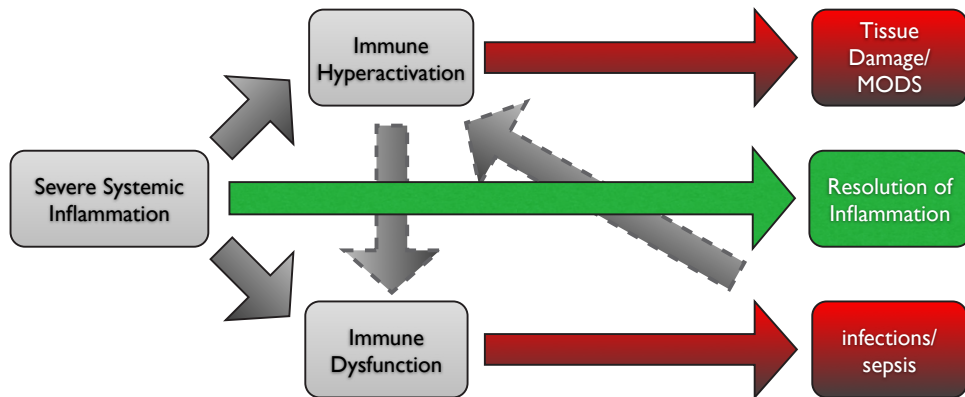 Immune
Hyperactivation
Tissue
Damage/
MODS
Severe Systemic
Inflammation
Resolution of
Inflammation
Immune
Dysfunction
infections/
sepsis